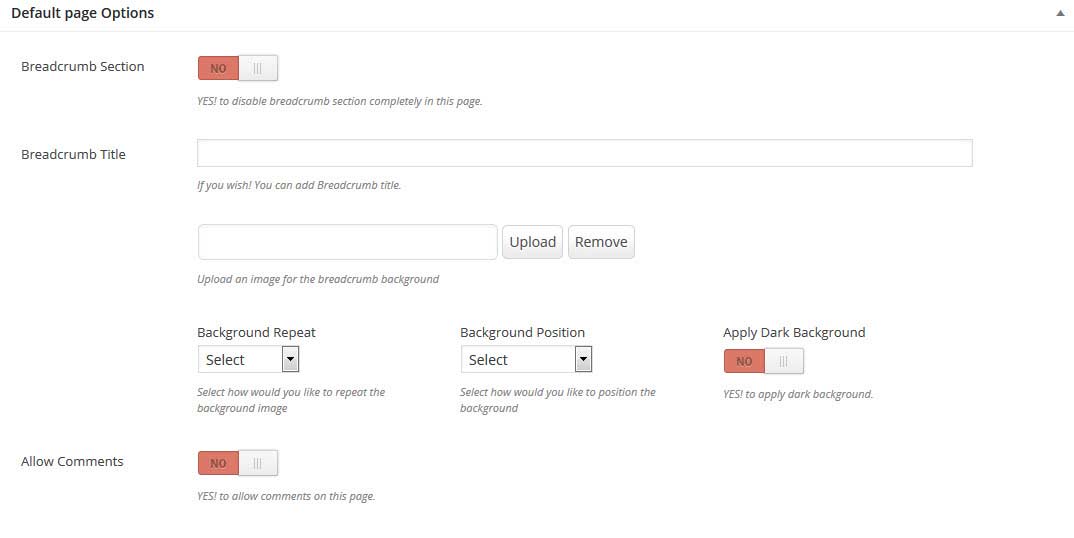 Default page Options
Breadcrumb Section
NO
YES! to disable breadcrumb section completely in this page.
Breadcrumb Title
If you wish! You can add Breadcrumb title.
Upload Remove
Upload an image for the breadcrumb background
Background Repeat
Select
Select how would you like to repeat the
background image
Background Position
Select
Select how would you like to position the
background
Apply Dark Background
NO
YES! to apply dark background.
Allow Comments
NO
YES! to allow comments on this page.